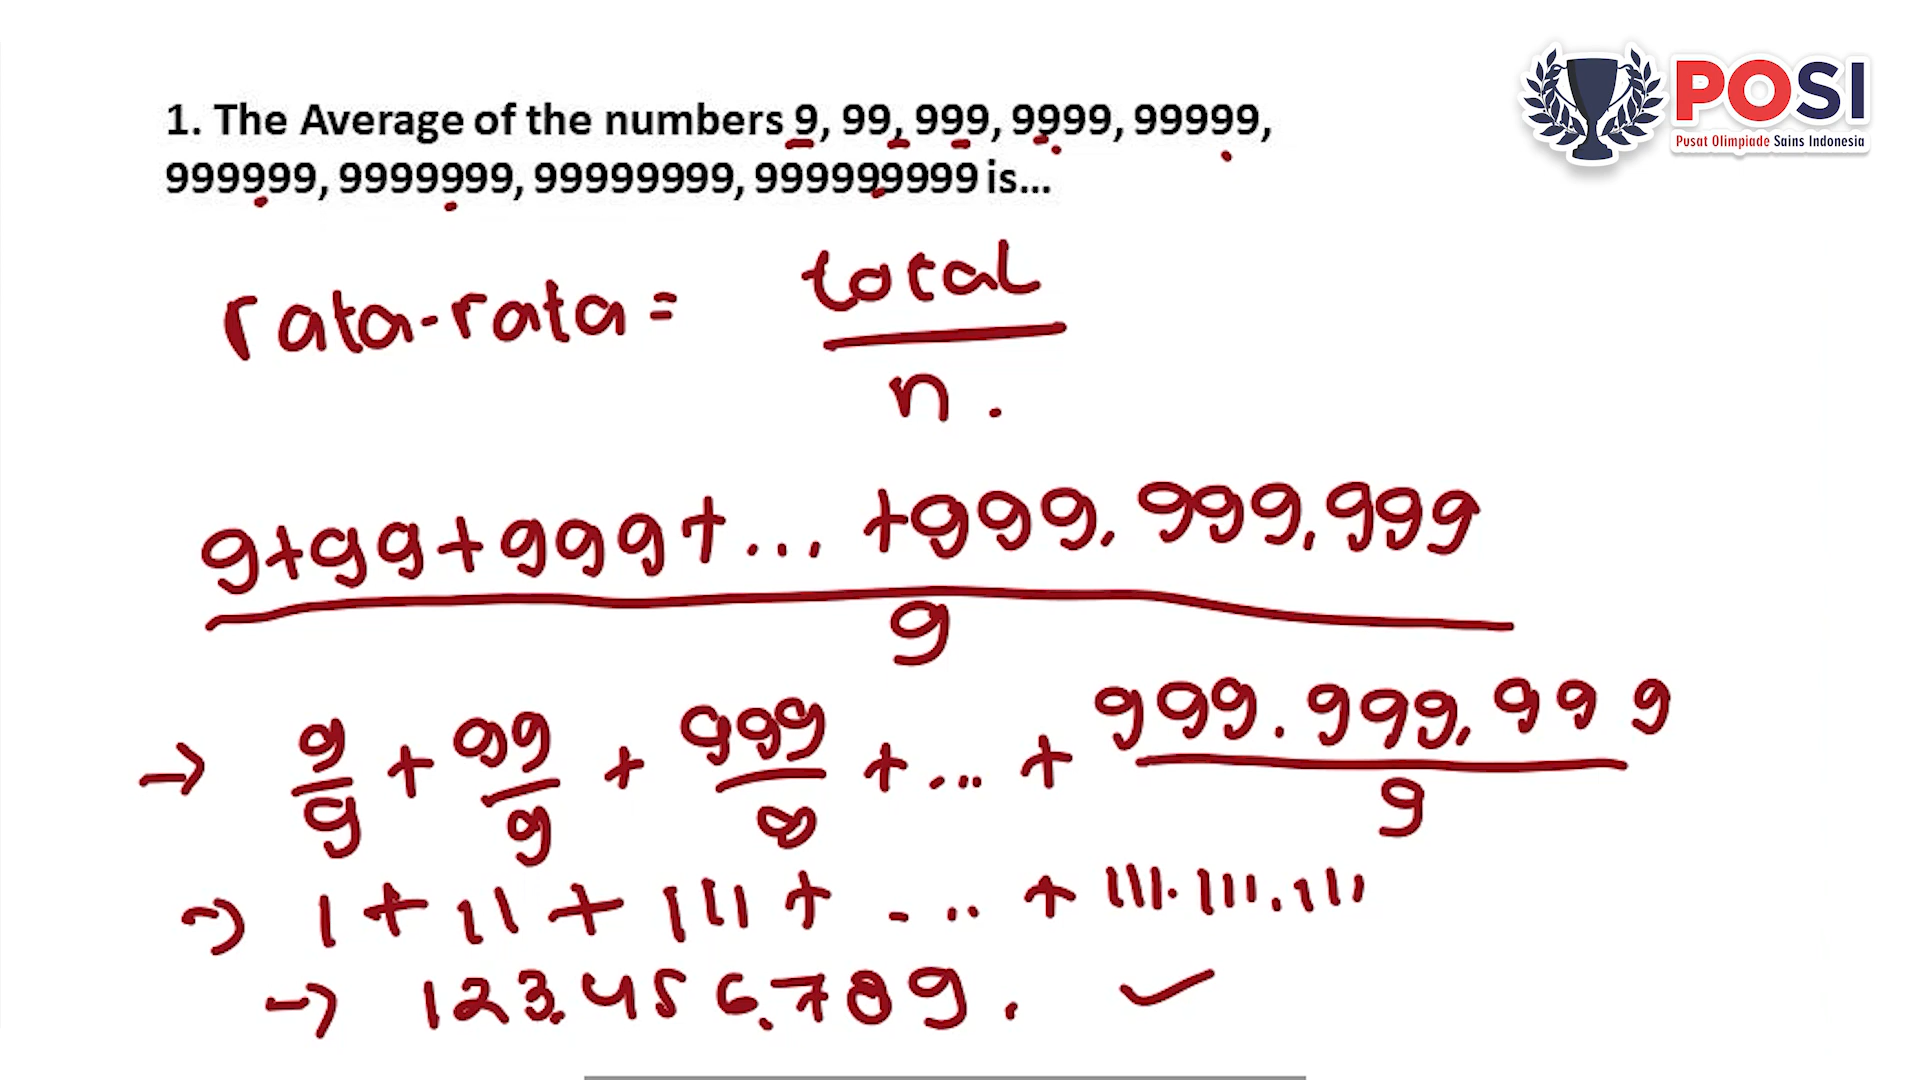 POSI
Pusat Olimpiade Sains Indonesia
1. The Average of the numbers 9, 99, 999, 9999, 99999,
999999, 9999999, 99999999, 999999999 is...
rata-rata = total
n.
9+99+999+...+999.999.999
9
→ 9/9 + 99/9 + 999/8 + ... + 999.999.999/9
→ 1 + 11 + 111 + ... + 111.111.111
→ 123.456.789. ✓